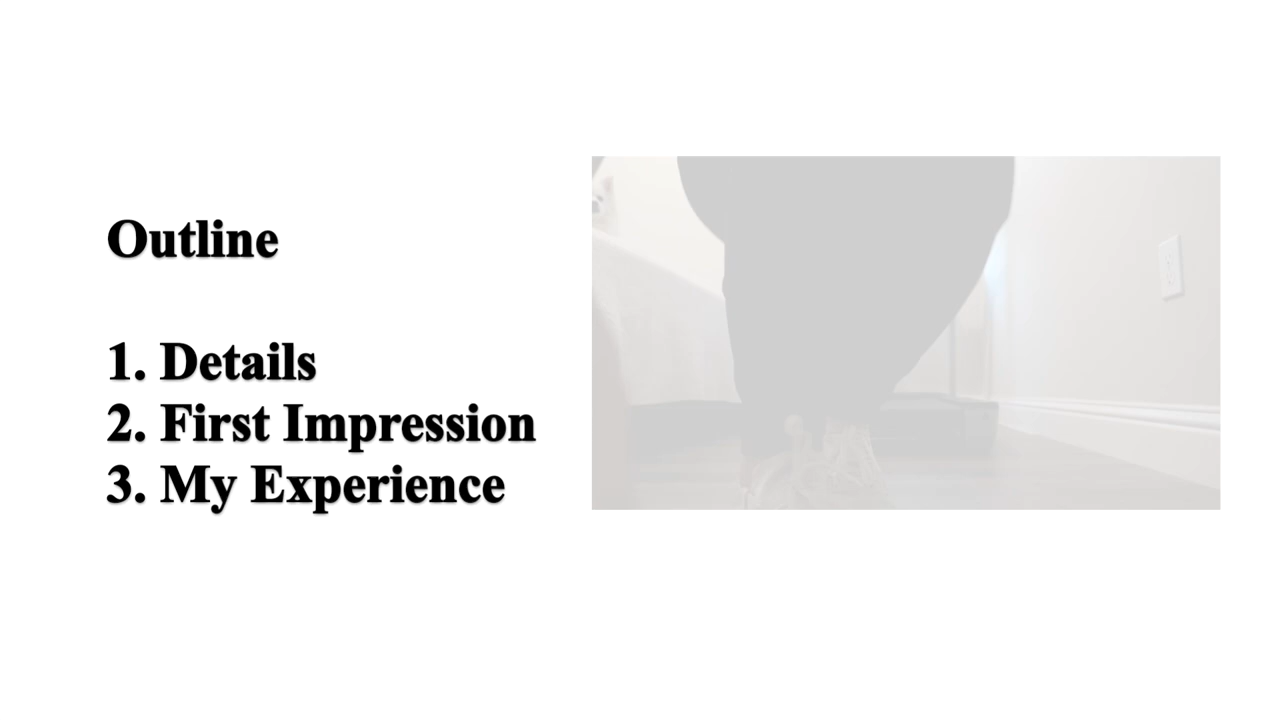 Outline
1. Details
2. First Impression
3. My Experience